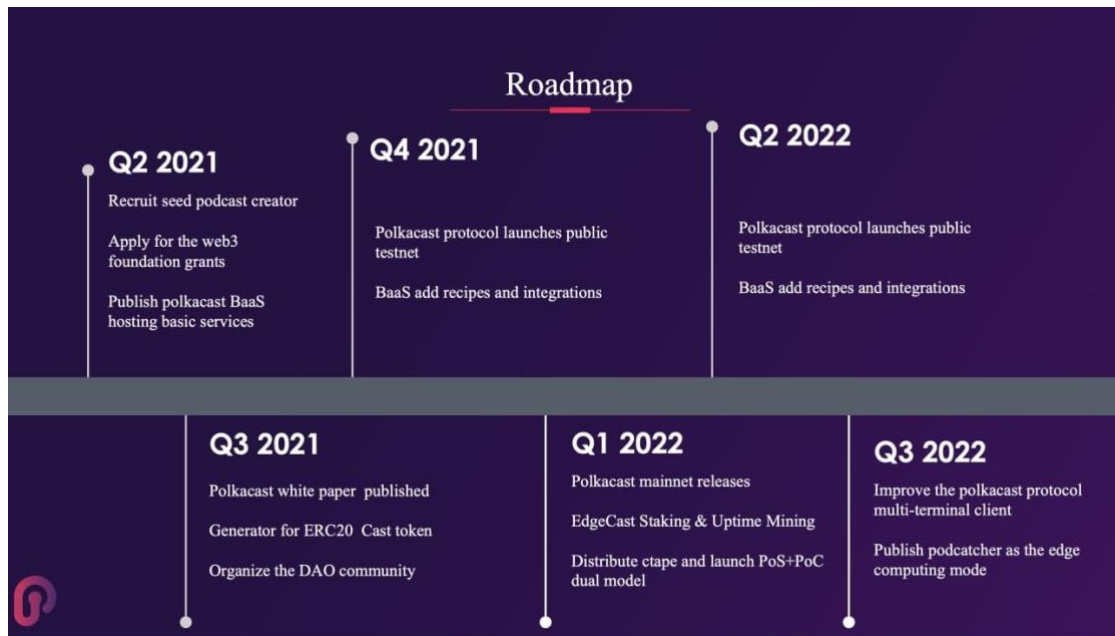 Roadmap
Q2 2021
Recruit seed podcast creator
Apply for the web3
foundation grants
Publish polkacast BaaS
hosting basic services
Q4 2021
Polkacast protocol launches public
testnet
BaaS add recipes and integrations
Q2 2022
Polkacast protocol launches public
testnet
BaaS add recipes and integrations
Q3 2021
Polkacast white paper published
Generator for ERC20 Cast token
Organize the DAO community
Q1 2022
Polkacast mainnet releases
EdgeCast Staking & Uptime Mining
Distribute ctape and launch PoS+PoC
dual model
Q3 2022
Improve the polkacast protocol
multi-terminal client
Publish podcatcher as the edge
computing mode